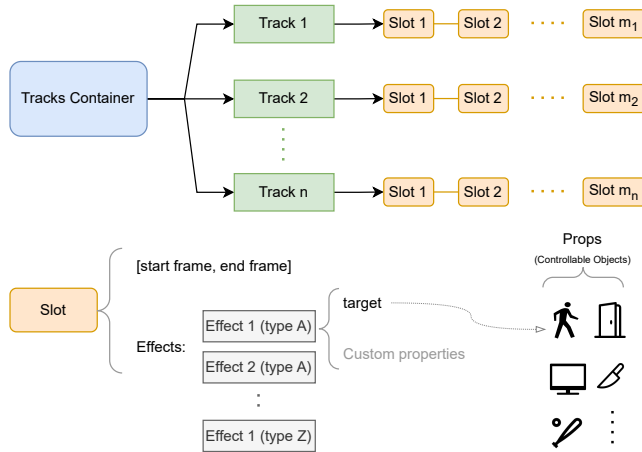 Track 1
Slot 1
Slot 2
Slot m1
Tracks Container
Track 2
Slot 1
Slot 2
Slot m2
Track n
Slot 1
Slot 2
Slot mn
Props
(Controllable Objects)
[start frame, end frame]
Slot
target
Effects:
Effect 1 (type A)
Custom properties
Effect 2 (type A)
Effect 1 (type Z)